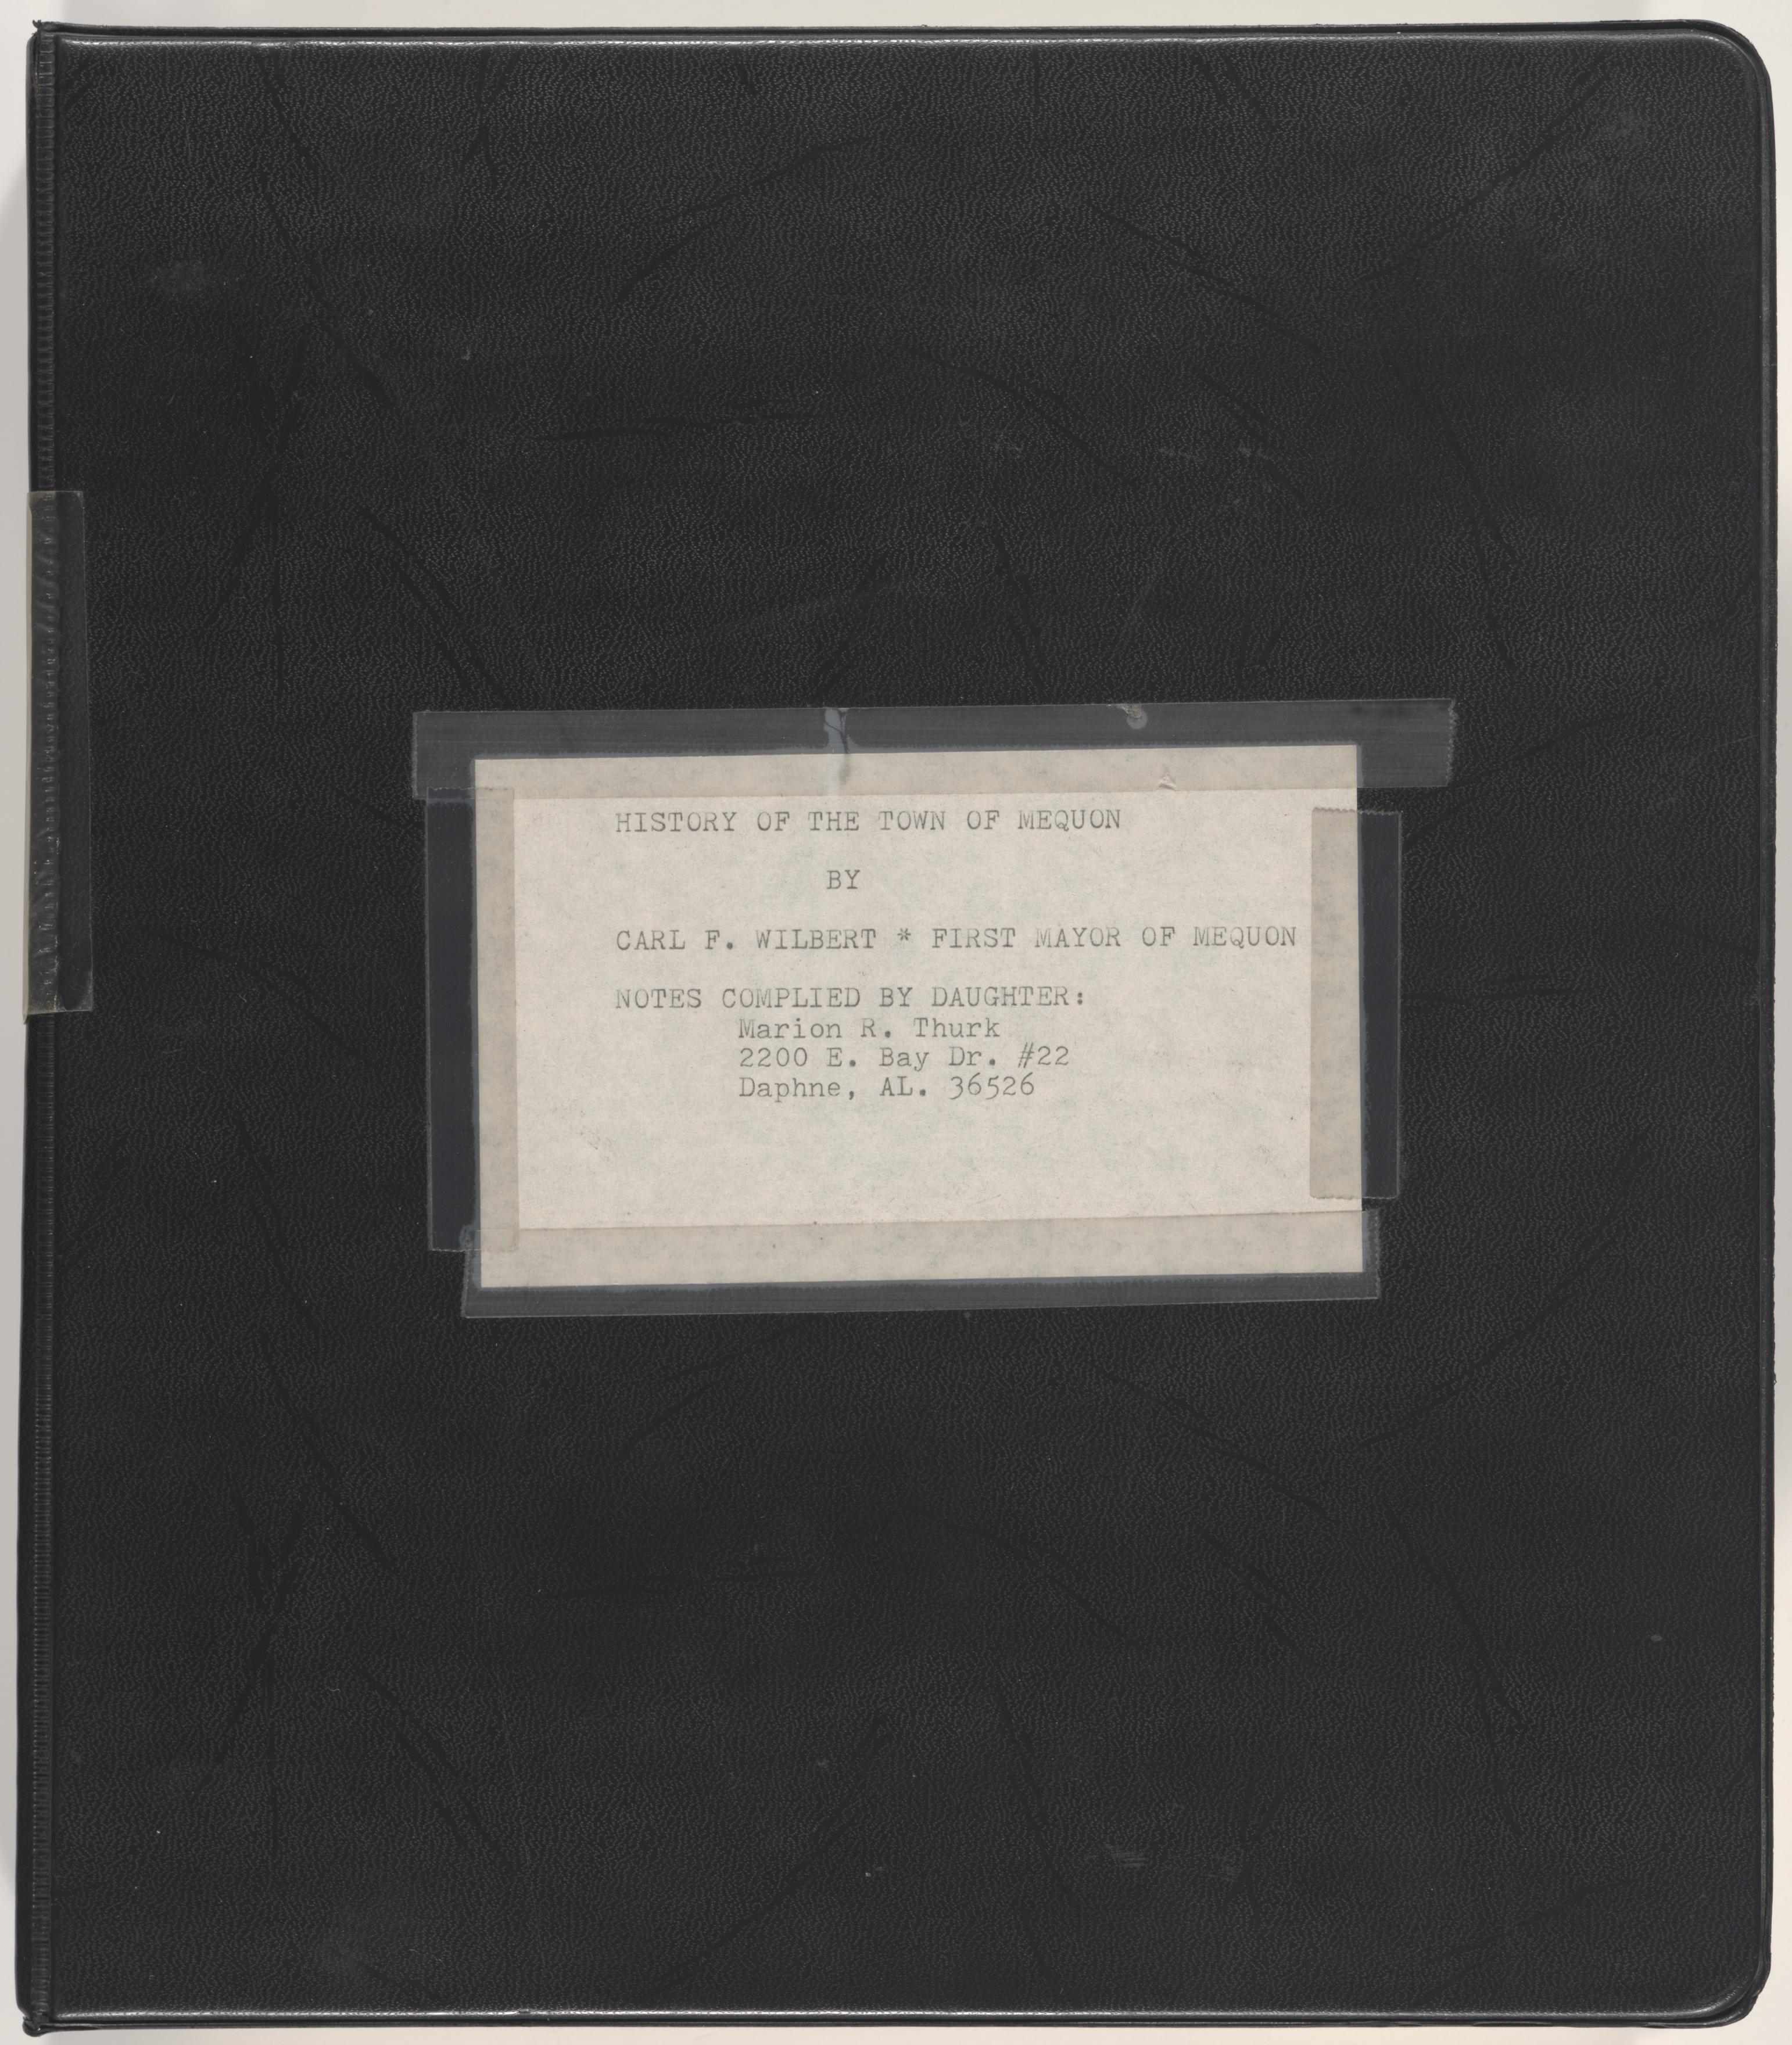 HISTORY OF THE TOWN OF MEQUON
BY
CARL F. WILBERT * FIRST MAYOR OF MEQUON
NOTES COMPLIED BY DAUGHTER:
Marion R. Thurk
2200 E. Bay Dr. #22
Daphne, AL. 36526